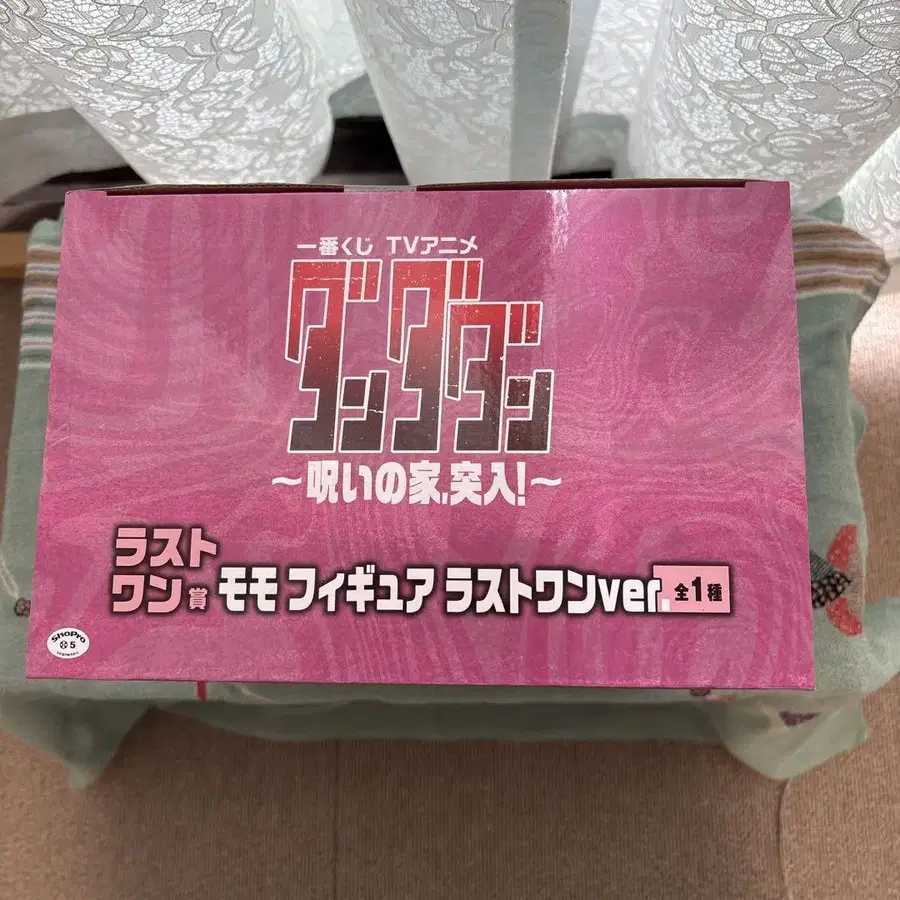 一番くじ TVアニメ
ダンダダン
～呪いの家、突入!～
ラスト
ワン賞 モモ フィギュア ラストワンver. 全1種
ShoPro
5